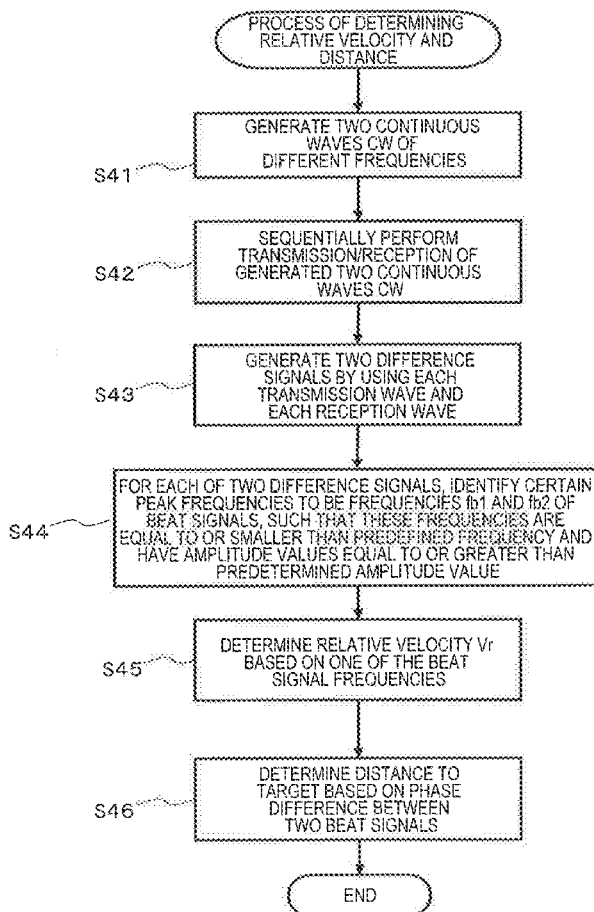 PROCESS OF DETERMINING
RELATIVE VELOCITY AND
DISTANCE
GENERATE TWO CONTINUOUS
WAVES CW OF
DIFFERENT FREQUENCIES
S41
SEQUENTIALLY PERFORM
TRANSMISSION/RECEPTION OF
GENERATED TWO CONTINUOUS
WAVES CW
S42
GENERATE TWO DIFFERENCE
SIGNALS BY USING EACH
TRANSMISSION WAVE AND
EACH RECEPTION WAVE
S43
FOR EACH OF TWO DIFFERENCE SIGNALS, IDENTIFY CERTAIN
PEAK FREQUENCIES TO BE FREQUENCIES fb1 AND fb2 OF
BEAT SIGNALS, SUCH THAT THESE FREQUENCIES ARE
EQUAL TO OR SMALLER THAN PREDEFINED FREQUENCY AND
HAVE AMPLITUDE VALUES EQUAL TO OR GREATER THAN
PREDETERMINED AMPLITUDE VALUE
S44
DETERMINE RELATIVE VELOCITY Vr
BASED ON ONE OF THE BEAT
SIGNAL FREQUENCIES
S45
DETERMINE DISTANCE TO
TARGET BASED ON PHASE
DIFFERENCE BETWEEN
TWO BEAT SIGNALS
S46
END